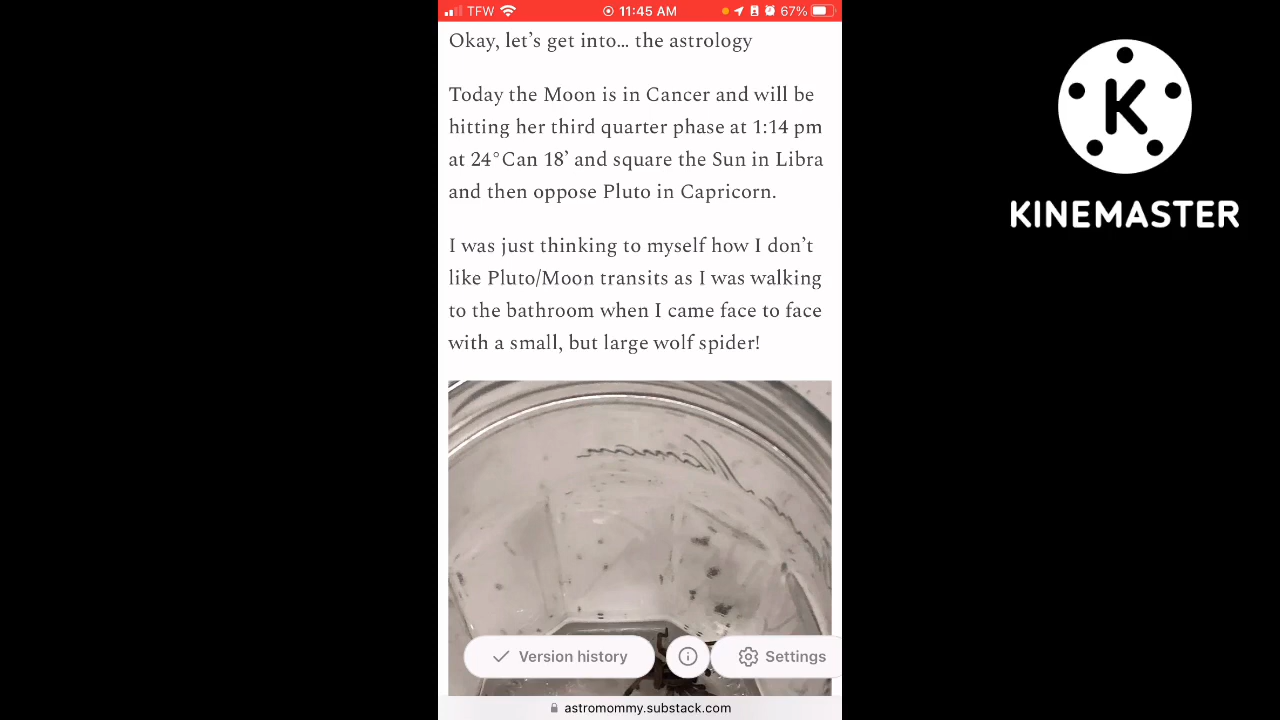 TFW 11:45 AM 67%
Okay, let’s get into... the astrology
Today the Moon is in Cancer and will be
hitting her third quarter phase at 1:14 pm
at 24°Can 18’ and square the Sun in Libra
and then oppose Pluto in Capricorn.
I was just thinking to myself how I don’t
like Pluto/Moon transits as I was walking
to the bathroom when I came face to face
with a small, but large wolf spider!
Version history
Settings
astromommy.substack.com
K
KINEMASTER